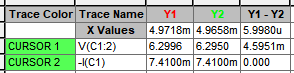 Trace Color Trace Name Y1 Y2 Y1 - Y2
X Values 4.9718m 4.9658m 5.9980u
CURSOR 1 V(C1:2) 6.2996 6.2950 4.5951m
CURSOR 2 -I(C1) 7.4100m 7.4100m 0.000